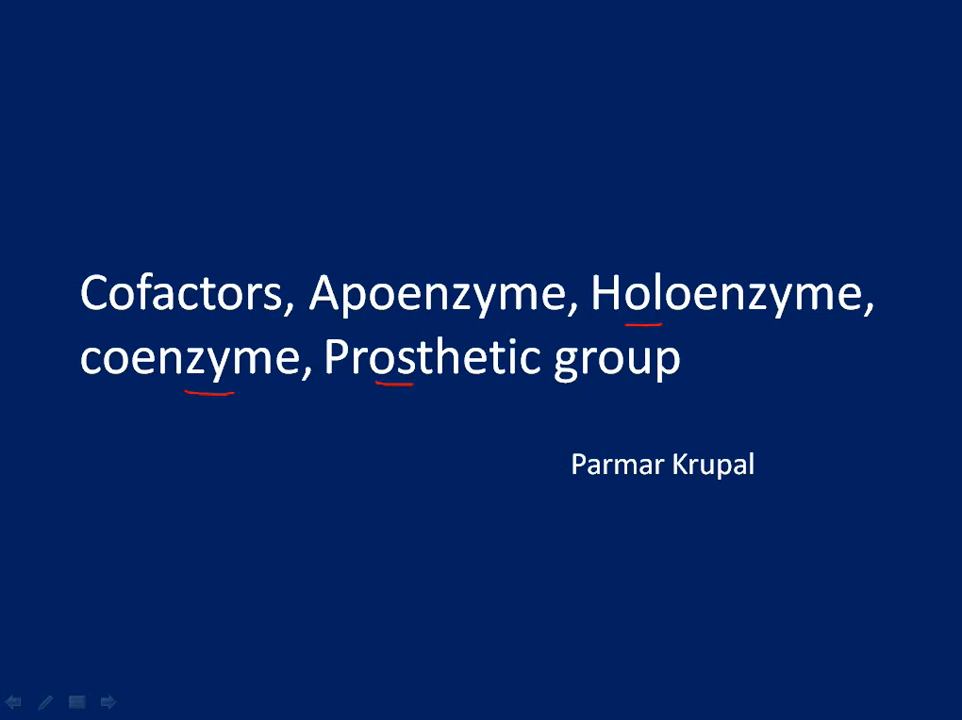 Cofactors, Apoenzyme, Holoenzyme,
coenzyme, Prosthetic group
Parmar Krupal